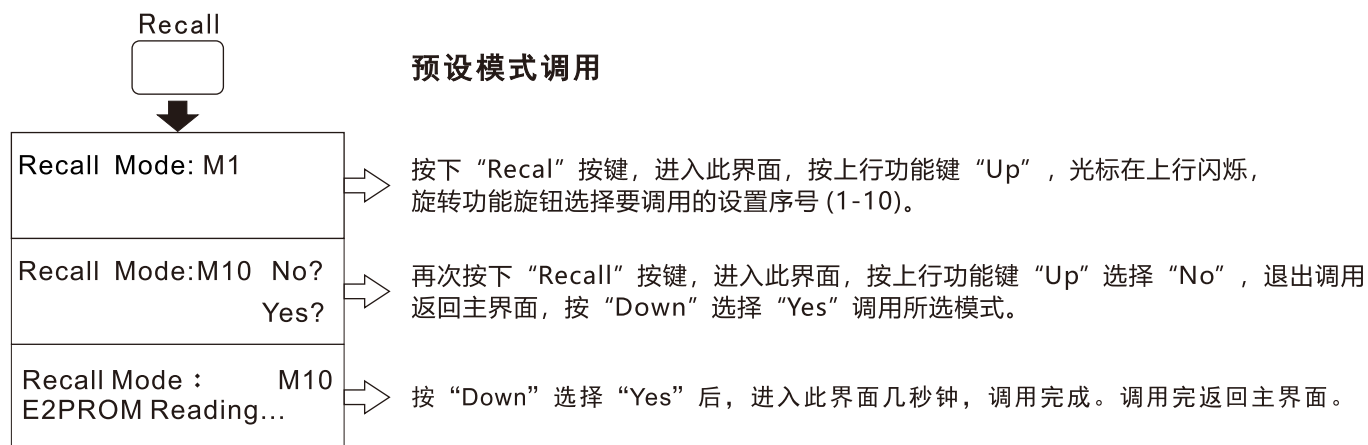 Recall
预设模式调用
Recall Mode: M1
按下“Recal”按键，进入此界面，按上行功能键“Up”，光标在上行闪烁，
旋转功能旋钮选择要调用的设置序号 (1-10)。
Recall Mode:M10 No?
Yes?
再次按下“Recall”按键，进入此界面，按上行功能键“Up”选择“No”，退出调用
返回主界面，按“Down”选择“Yes”调用所选模式。
Recall Mode： M10
E2PROM Reading...
按“Down”选择“Yes”后，进入此界面几秒钟，调用完成。调用完返回主界面。